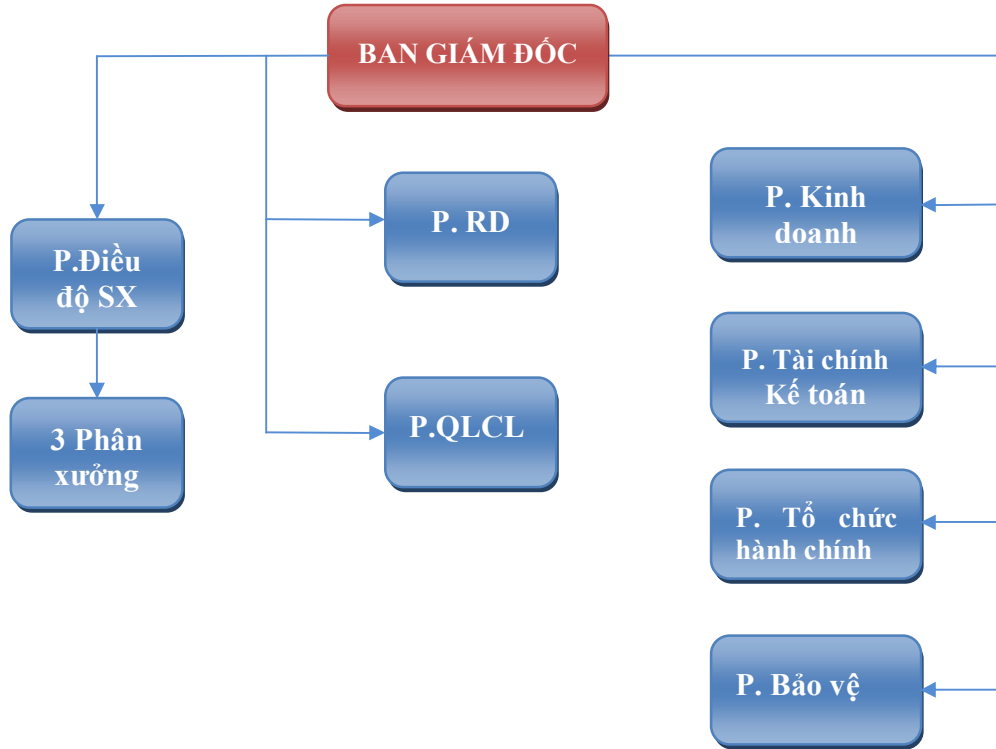 BAN GIÁM ĐỐC
P.Điều
độ SX
3 Phân
xưởng
P. RD
P.QLCL
P. Kinh
doanh
P. Tài chính
Kế toán
P. Tổ chức
hành chính
P. Bảo vệ